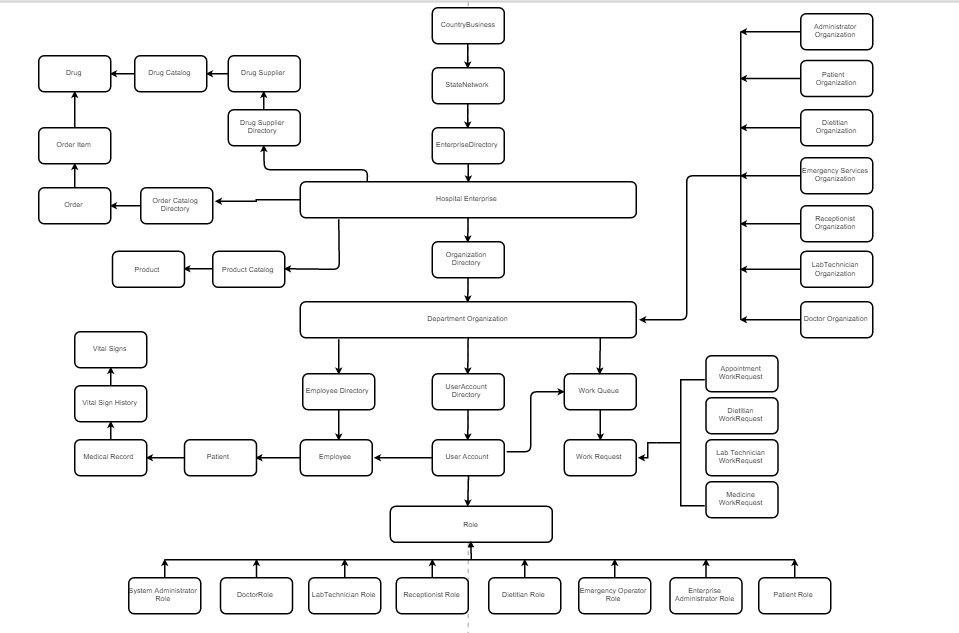 CountryBusiness
Administrator
Organization
Drug
Drug Catalog
Drug Supplier
StateNetwork
Patient
Organization
Drug Supplier
Directory
Dietitian
Organization
Order Item
EnterpriseDirectory
Emergency Services
Organization
Order
Order Catalog
Directory
Hospital Enterprise
Receptionist
Organization
Product
Product Catalog
Organization
Directory
LabTechnician
Organization
Department Organization
Doctor Organization
Vital Signs
Appointment
WorkRequest
Vital Sign History
Employee Directory
UserAccount
Directory
Work Queue
Dietitian
WorkRequest
Medical Record
Patient
Employee
User Account
Work Request
Lab Technician
WorkRequest
Medicine
WorkRequest
Role
System Administrator
Role
DoctorRole
LabTechnician Role
Receptionist Role
Dietitian Role
Emergency Operator
Role
Enterprise
Administrator Role
Patient Role